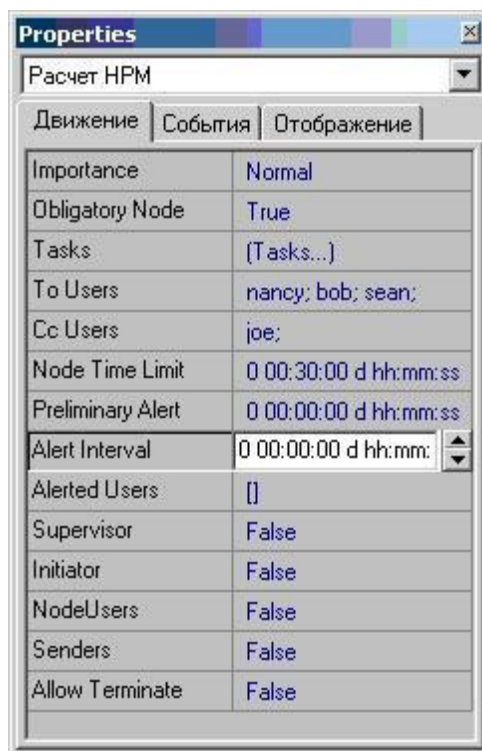 Properties
Расчет НРМ
Движение События Отображение
Importance Normal
Obligatory Node True
Tasks (Tasks...)
To Users nancy; bob; sean;
Cc Users joe;
Node Time Limit 0 00:30:00 d hh:mm:ss
Preliminary Alert 0 00:00:00 d hh:mm:ss
Alert Interval 0 00:00:00 d hh:mm:
Alerted Users []
Supervisor False
Initiator False
NodeUsers False
Senders False
Allow Terminate False